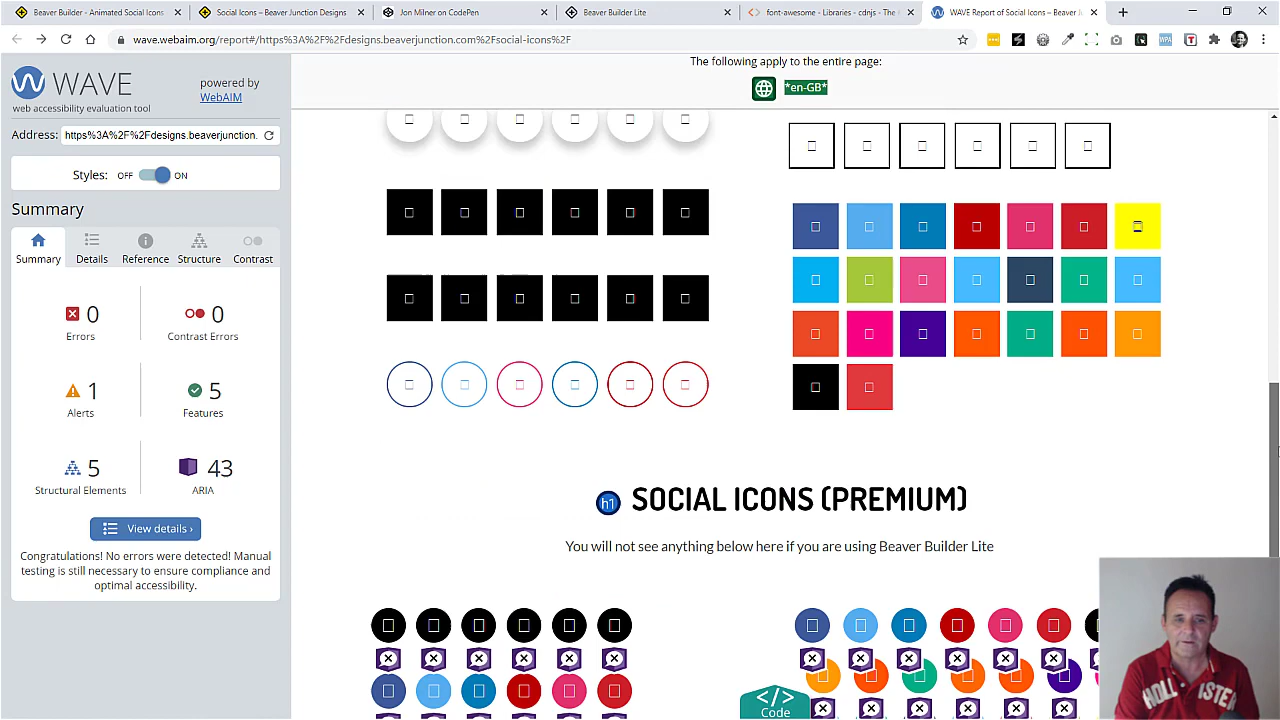 Beaver Builder - Animated Social Icons
Social Icons – Beaver Junction Designs
Jon Milner on CodePen
Beaver Builder Lite
font-awesome - Libraries - cdnjs - T
WAVE Report of Social Icons – Beaver J
wave.webaim.org/report#/https%3A%2F%2Fdesigns.beaverjunction.com%2Fsocial-icons%2F
WAVE
web accessibility evaluation tool
powered by
WebAIM
The following apply to the entire page:
*en-GB*
Address:
https%3A%2F%2Fdesigns.beaverjunction.
Styles: OFF ON
Summary
Summary
Details
Reference
Structure
Contrast
0
Errors
0
Contrast Errors
1
Alerts
5
Features
5
Structural Elements
43
ARIA
View details ›
Congratulations! No errors were detected! Manual
testing is still necessary to ensure compliance and
optimal accessibility.
h1 SOCIAL ICONS (PREMIUM)
You will not see anything below here if you are using Beaver Builder Lite
</>
Code